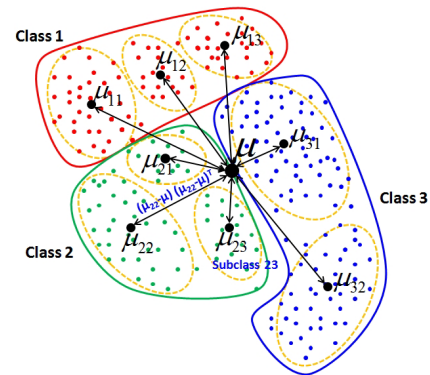 Class 1
μ13
μ12
μ11
μ
μ31
μ21
(μ22-μ) (μ22-μ)T
Class 3
μ22
μ23
Class 2
Subclass 23
μ32